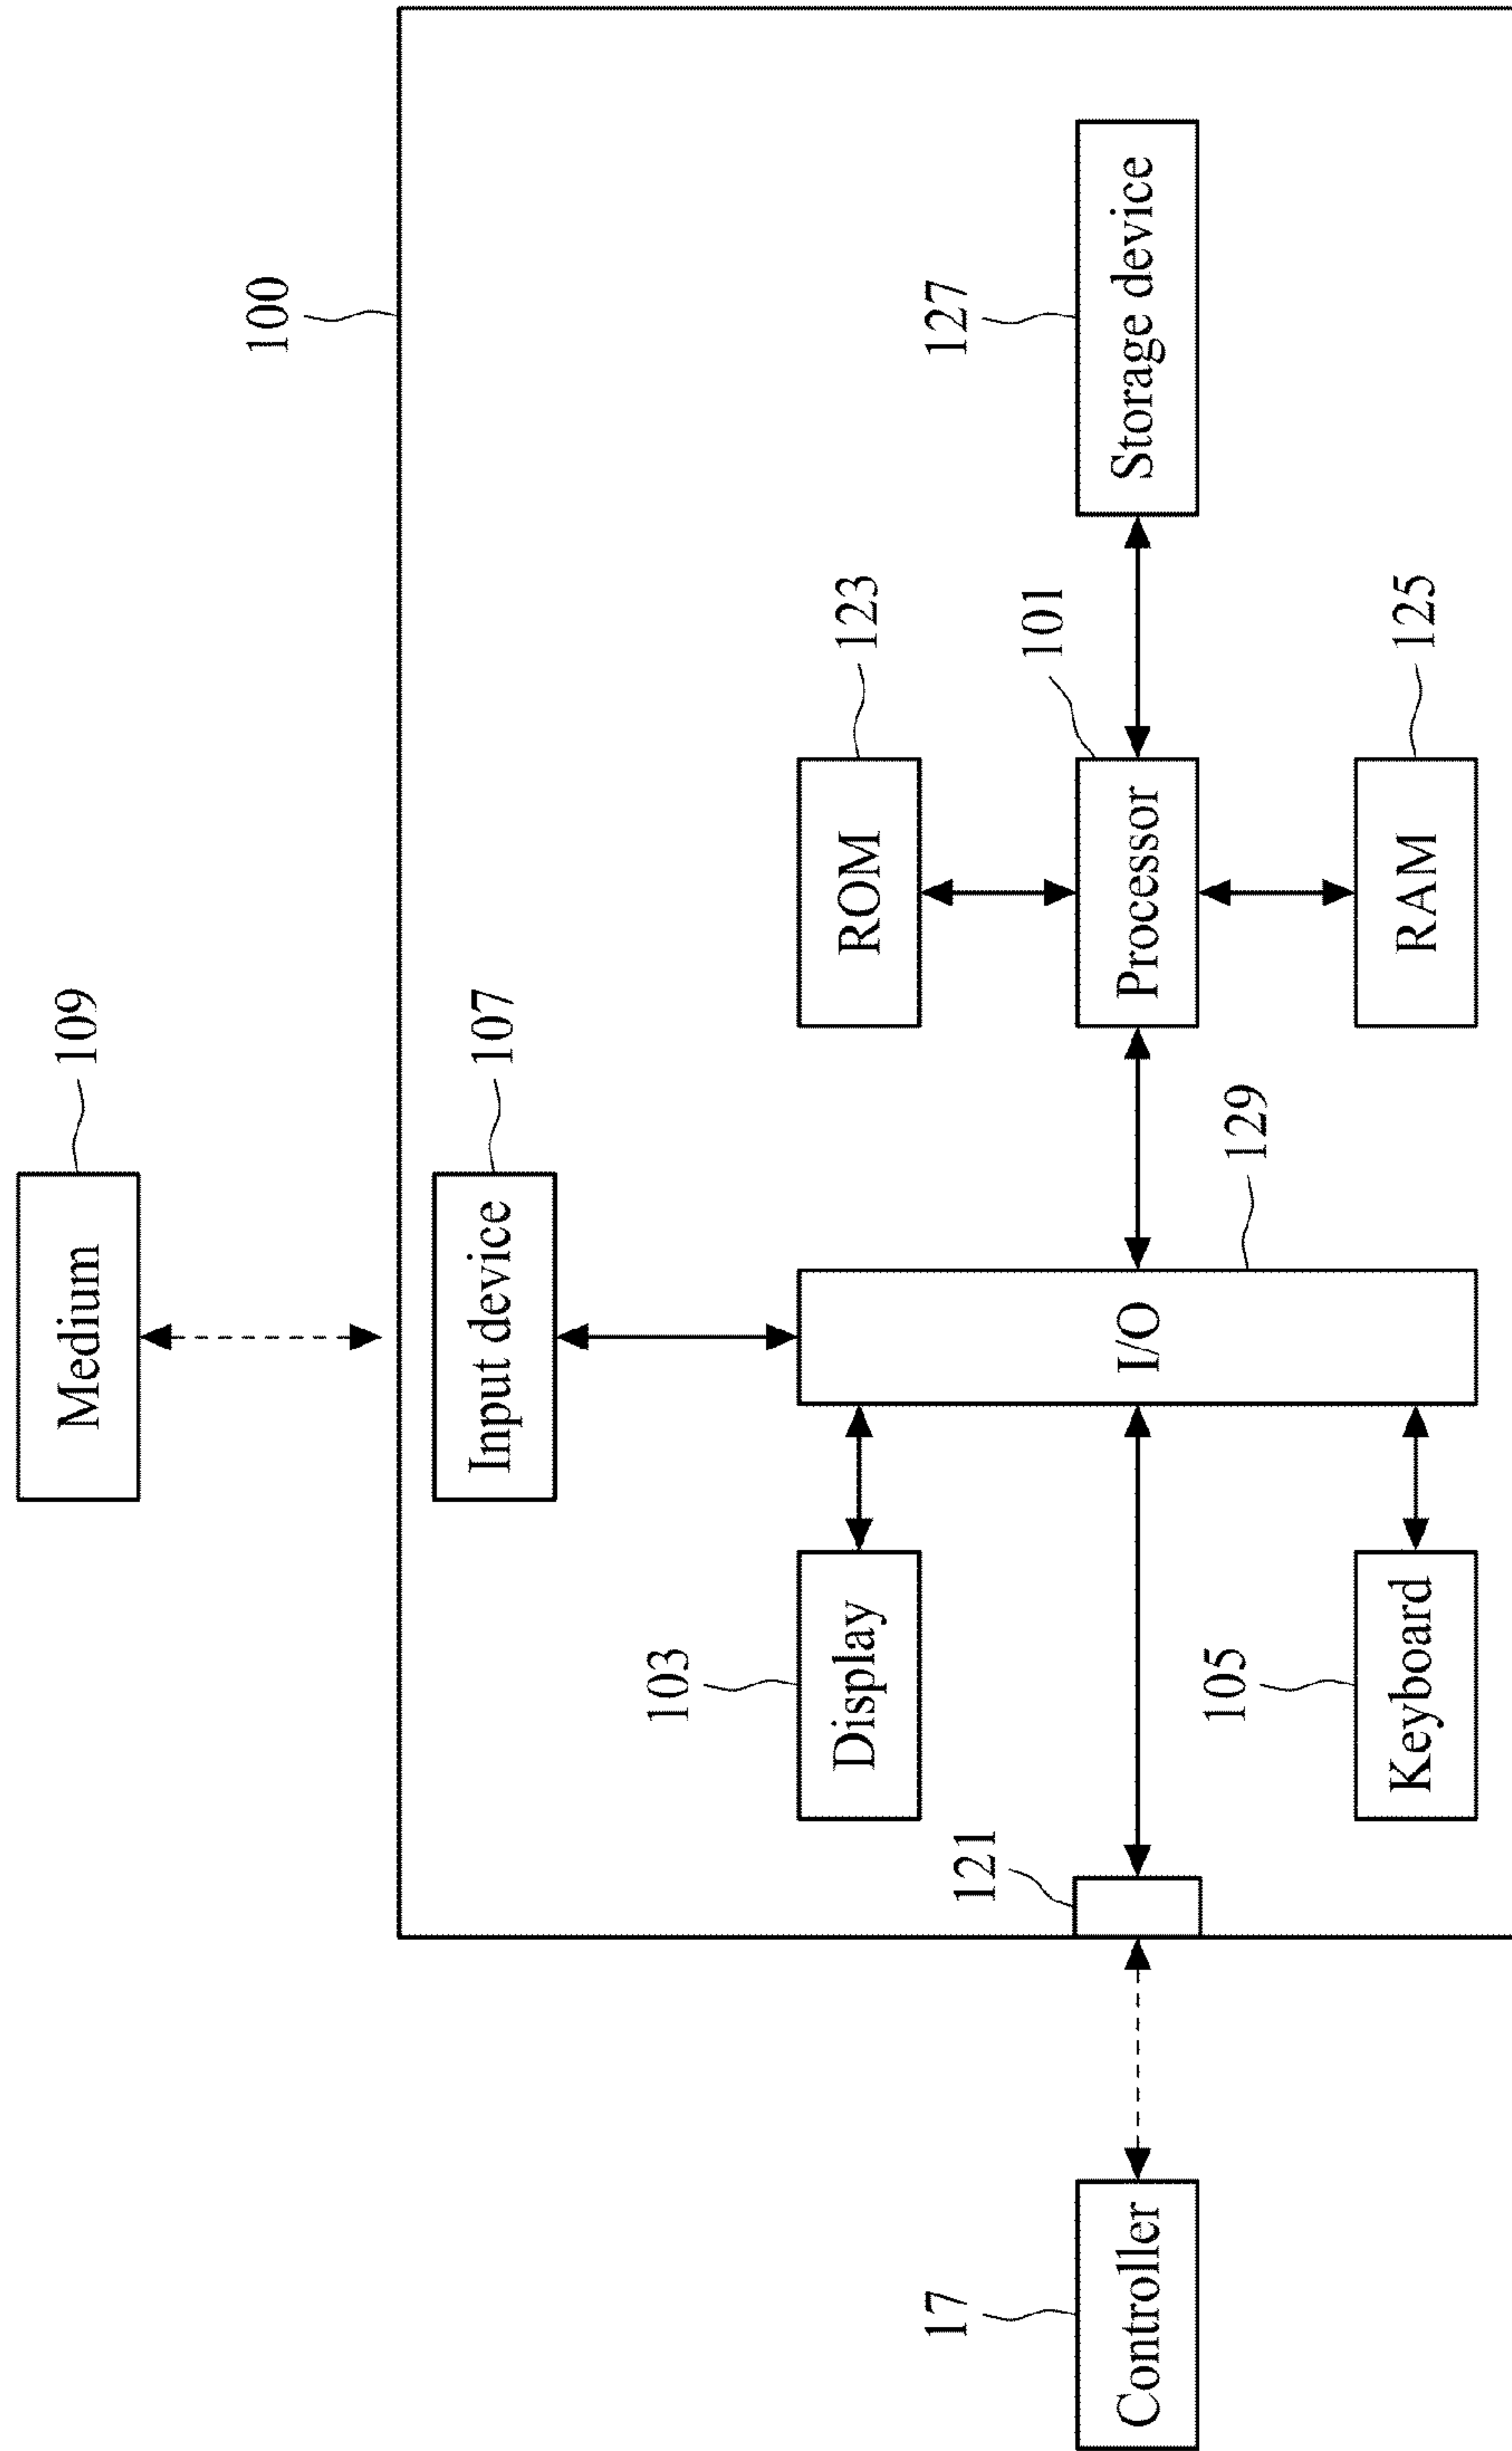 Medium
109
100
Input device
107
103
Display
ROM
123
121
I/O
129
Processor
101
Storage device
127
17
Controller
105
Keyboard
RAM
125